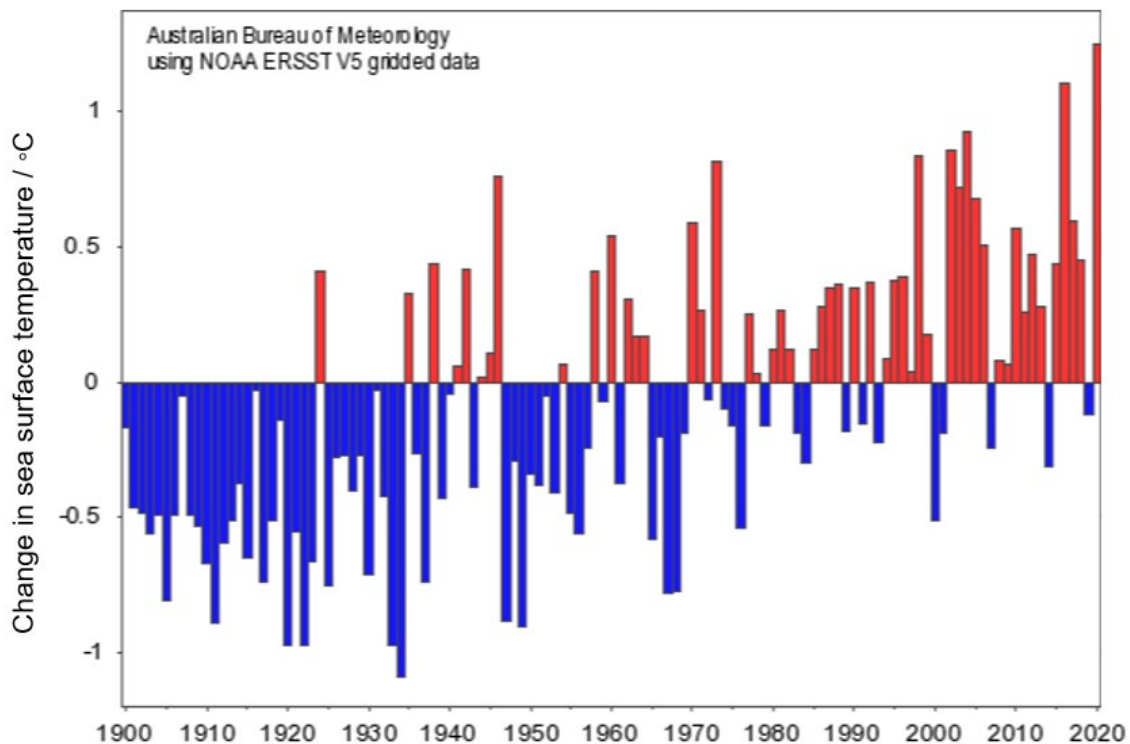 Australian Bureau of Meteorology
using NOAA ERSST V5 gridded data
Change in sea surface temperature / °C
1
0.5
0
-0.5
-1
1900 1910 1920 1930 1940 1950 1960 1970 1980 1990 2000 2010 2020